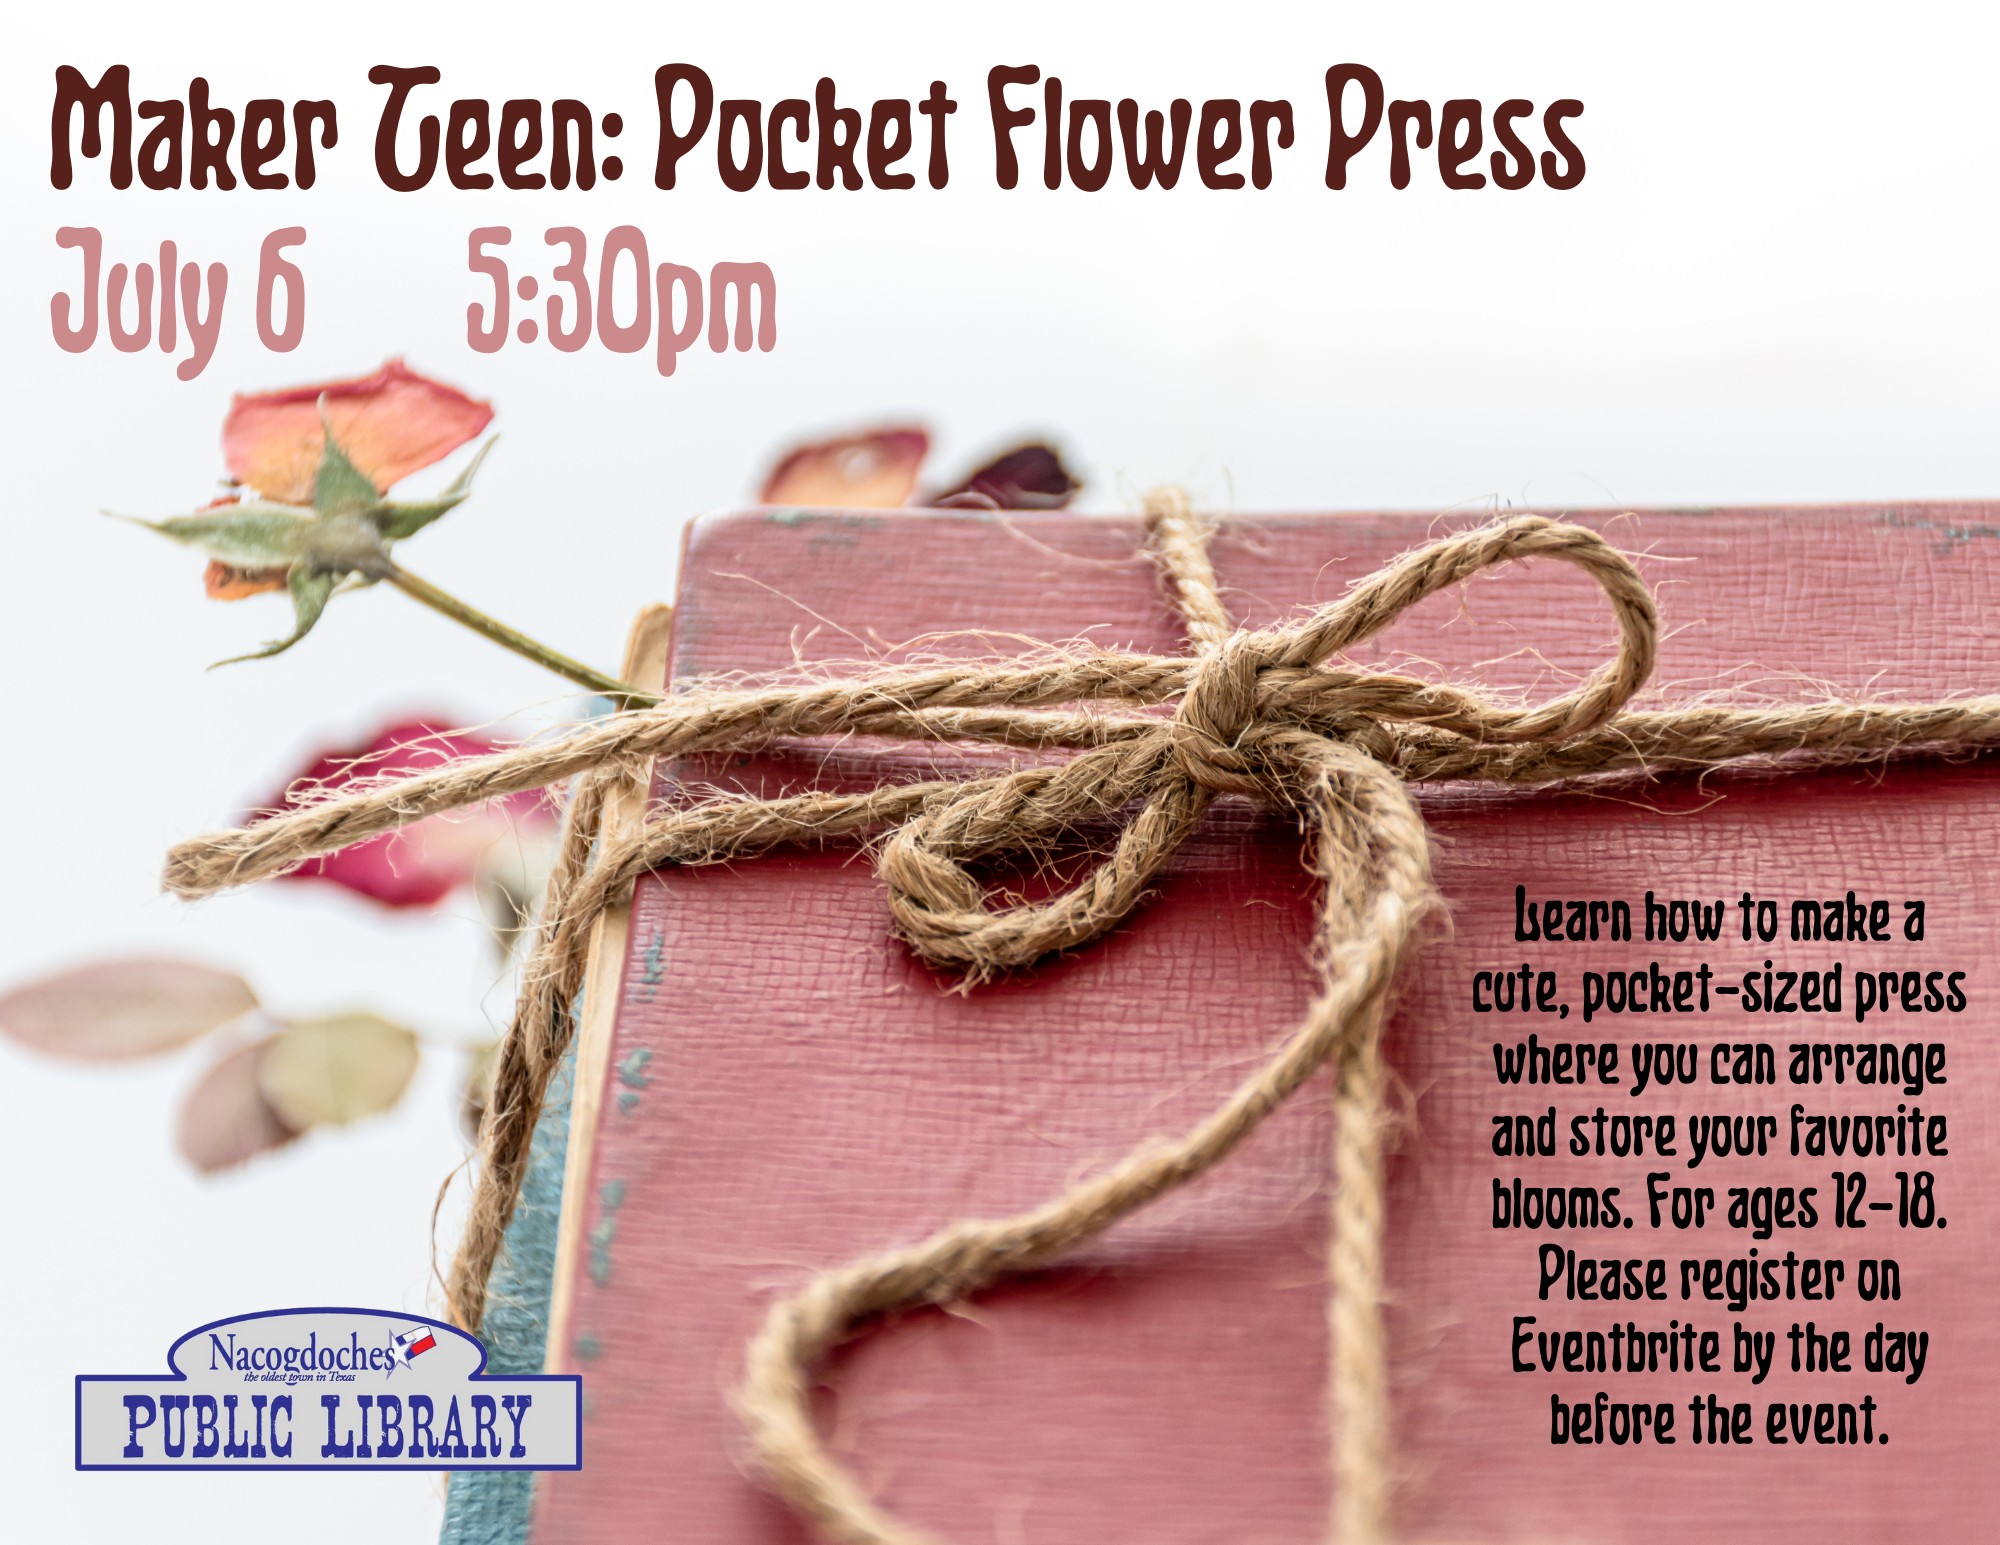 Maker Teen: Pocket Flower Press
July 6 5:30pm
Learn how to make a
cute, pocket-sized press
where you can arrange
and store your favorite
blooms. For ages 12-18.
Please register on
Eventbrite by the day
before the event.
Nacogdoches
the oldest town in Texas
PUBLIC LIBRARY